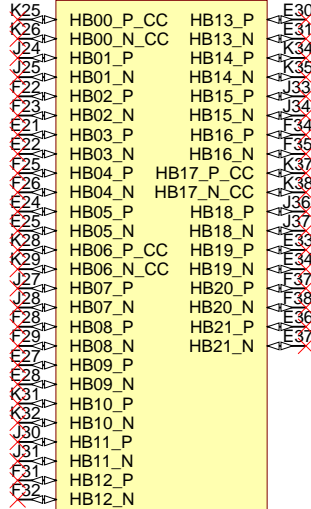 K25 HB00_P_CC HB13_P E30
K26 HB00_N_CC HB13_N E31
J24 HB01_P HB14_P K34
J25 HB01_N HB14_N K35
F22 HB02_P HB15_P J33
F23 HB02_N HB15_N J34
E21 HB03_P HB16_P F34
E22 HB03_N HB16_N F35
F25 HB04_P HB17_P_CC K37
F26 HB04_N HB17_N_CC K38
E24 HB05_P HB18_P J36
E25 HB05_N HB18_N J37
K28 HB06_P_CC HB19_P E33
K29 HB06_N_CC HB19_N E34
J27 HB07_P HB20_P F37
J28 HB07_N HB20_N F38
F28 HB08_P HB21_P E36
F29 HB08_N HB21_N E37
E27 HB09_P
E28 HB09_N
K31 HB10_P
K32 HB10_N
J30 HB11_P
J31 HB11_N
F31 HB12_P
F32 HB12_N